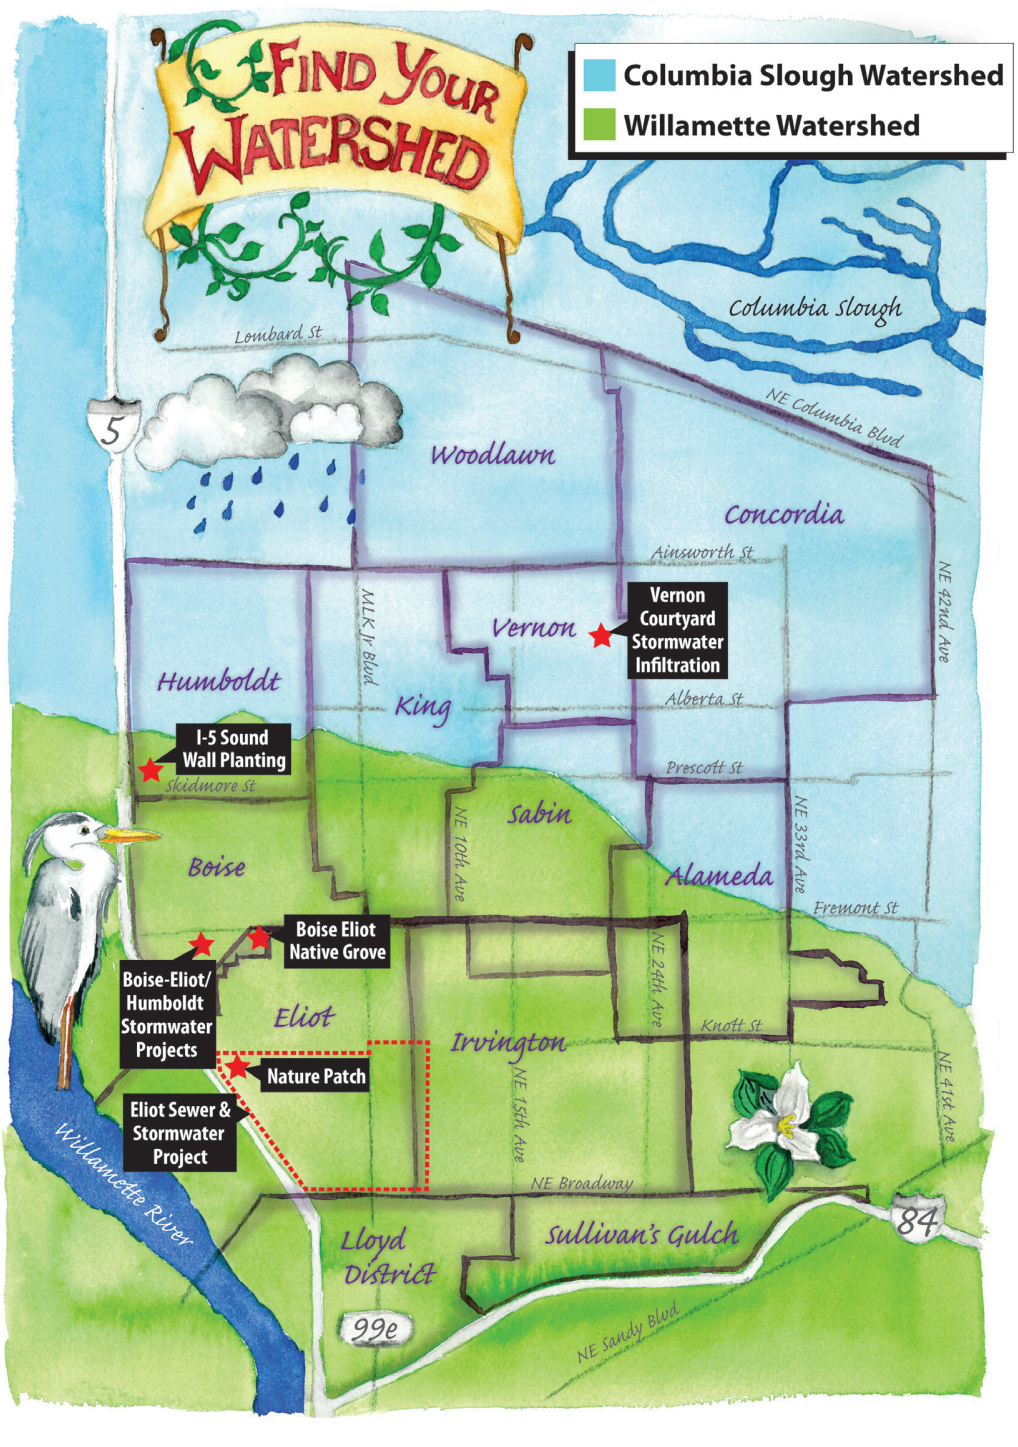 FIND YOUR
WATERSHED
Columbia Slough Watershed
Willamette Watershed
Columbia Slough
Lombard St
NE Columbia Blvd
5
Woodlawn
Concordia
Ainsworth St
NE 42nd Ave
MLK Jr Blvd
Vernon
Vernon
Courtyard
Stormwater
Infiltration
Humboldt
King
Alberta St
I-5 Sound
Wall Planting
Skidmore St
Prescott St
Sabin
NE 10th Ave
NE 33rd Ave
Boise
Alameda
Fremont St
Boise Eliot
Native Grove
NE 24th Ave
Boise-Eliot/
Humboldt
Stormwater
Projects
Eliot
Irvington
Knott St
Nature Patch
NE 15th Ave
NE 41st Ave
Eliot Sewer &
Stormwater
Project
Willamette River
NE Broadway
84
Lloyd
District
Sullivan's Gulch
99e
NE Sandy Blvd